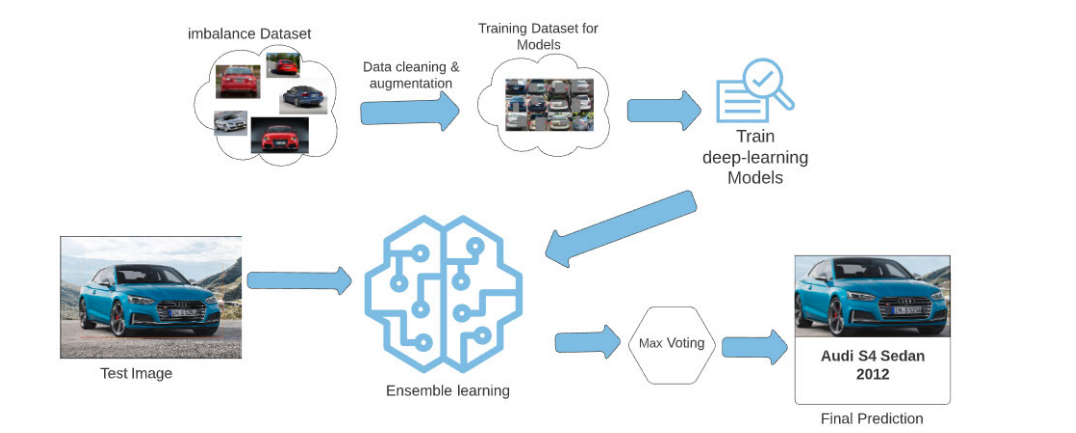 imbalance Dataset
Training Dataset for
Models
Data cleaning &
augmentation
Train
deep-learning
Models
Test Image
Ensemble learning
Max Voting
Audi S4 Sedan
2012
Final Prediction